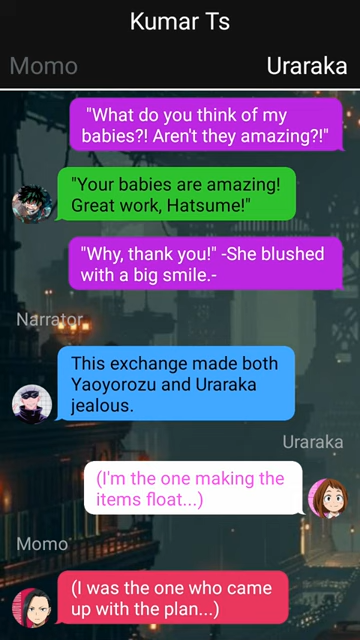 Kumar Ts
Momo
Uraraka
"What do you think of my
babies?! Aren't they amazing?!"
"Your babies are amazing!
Great work, Hatsume!"
"Why, thank you!" -She blushed
with a big smile.-
Narrator
This exchange made both
Yaoyorozu and Uraraka
jealous.
Uraraka
(I'm the one making the
items float...)
Momo
(I was the one who came
up with the plan...)